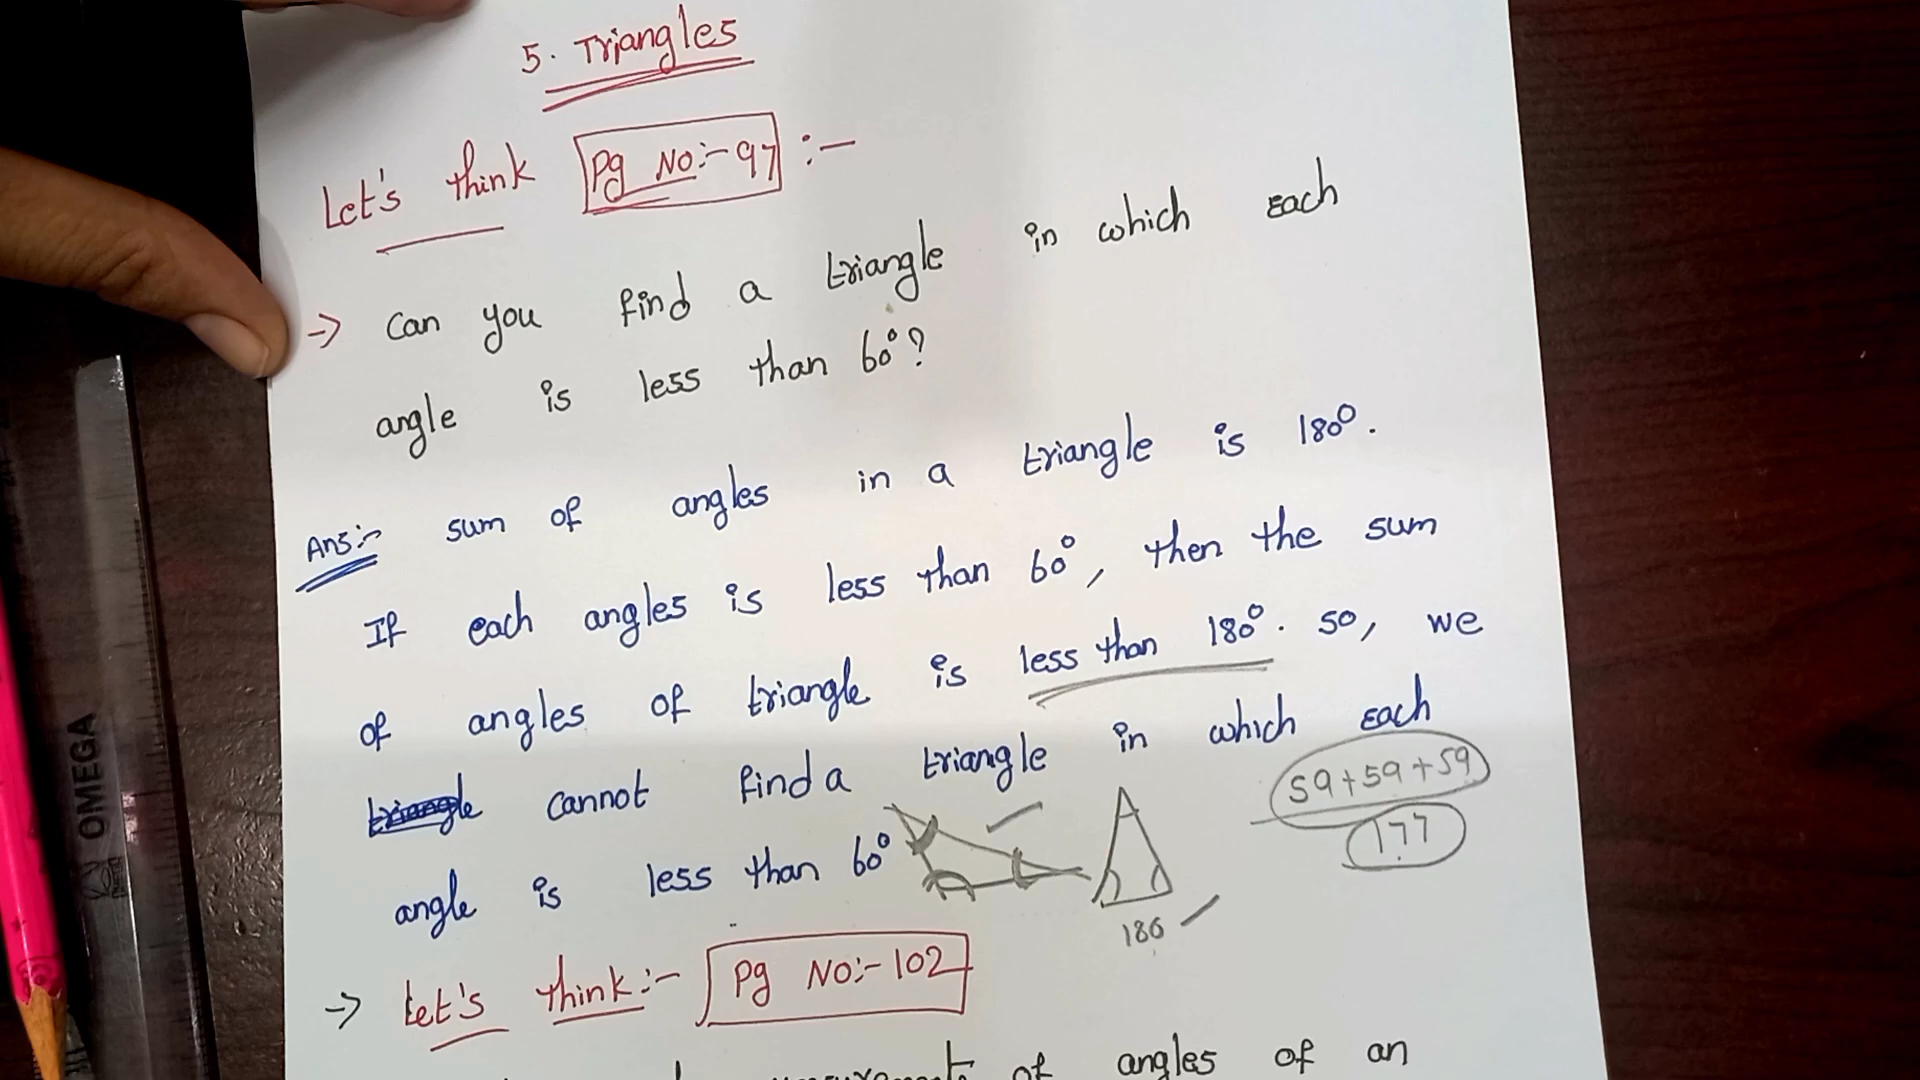 5. Triangles
Let's think Pg No:- 97 :-
-> Can you find a triangle in which each
angle is less than 60°?
Ans:- sum of angles in a triangle is 180°.
If each angles is less than 60°, then the sum
of angles of triangle is less than 180°. so, we
triangle cannot find a triangle in which each
59+59+59
177
angle is less than 60°
180
-> Let's think:- Pg No:- 102
of angles of an
OMEGA